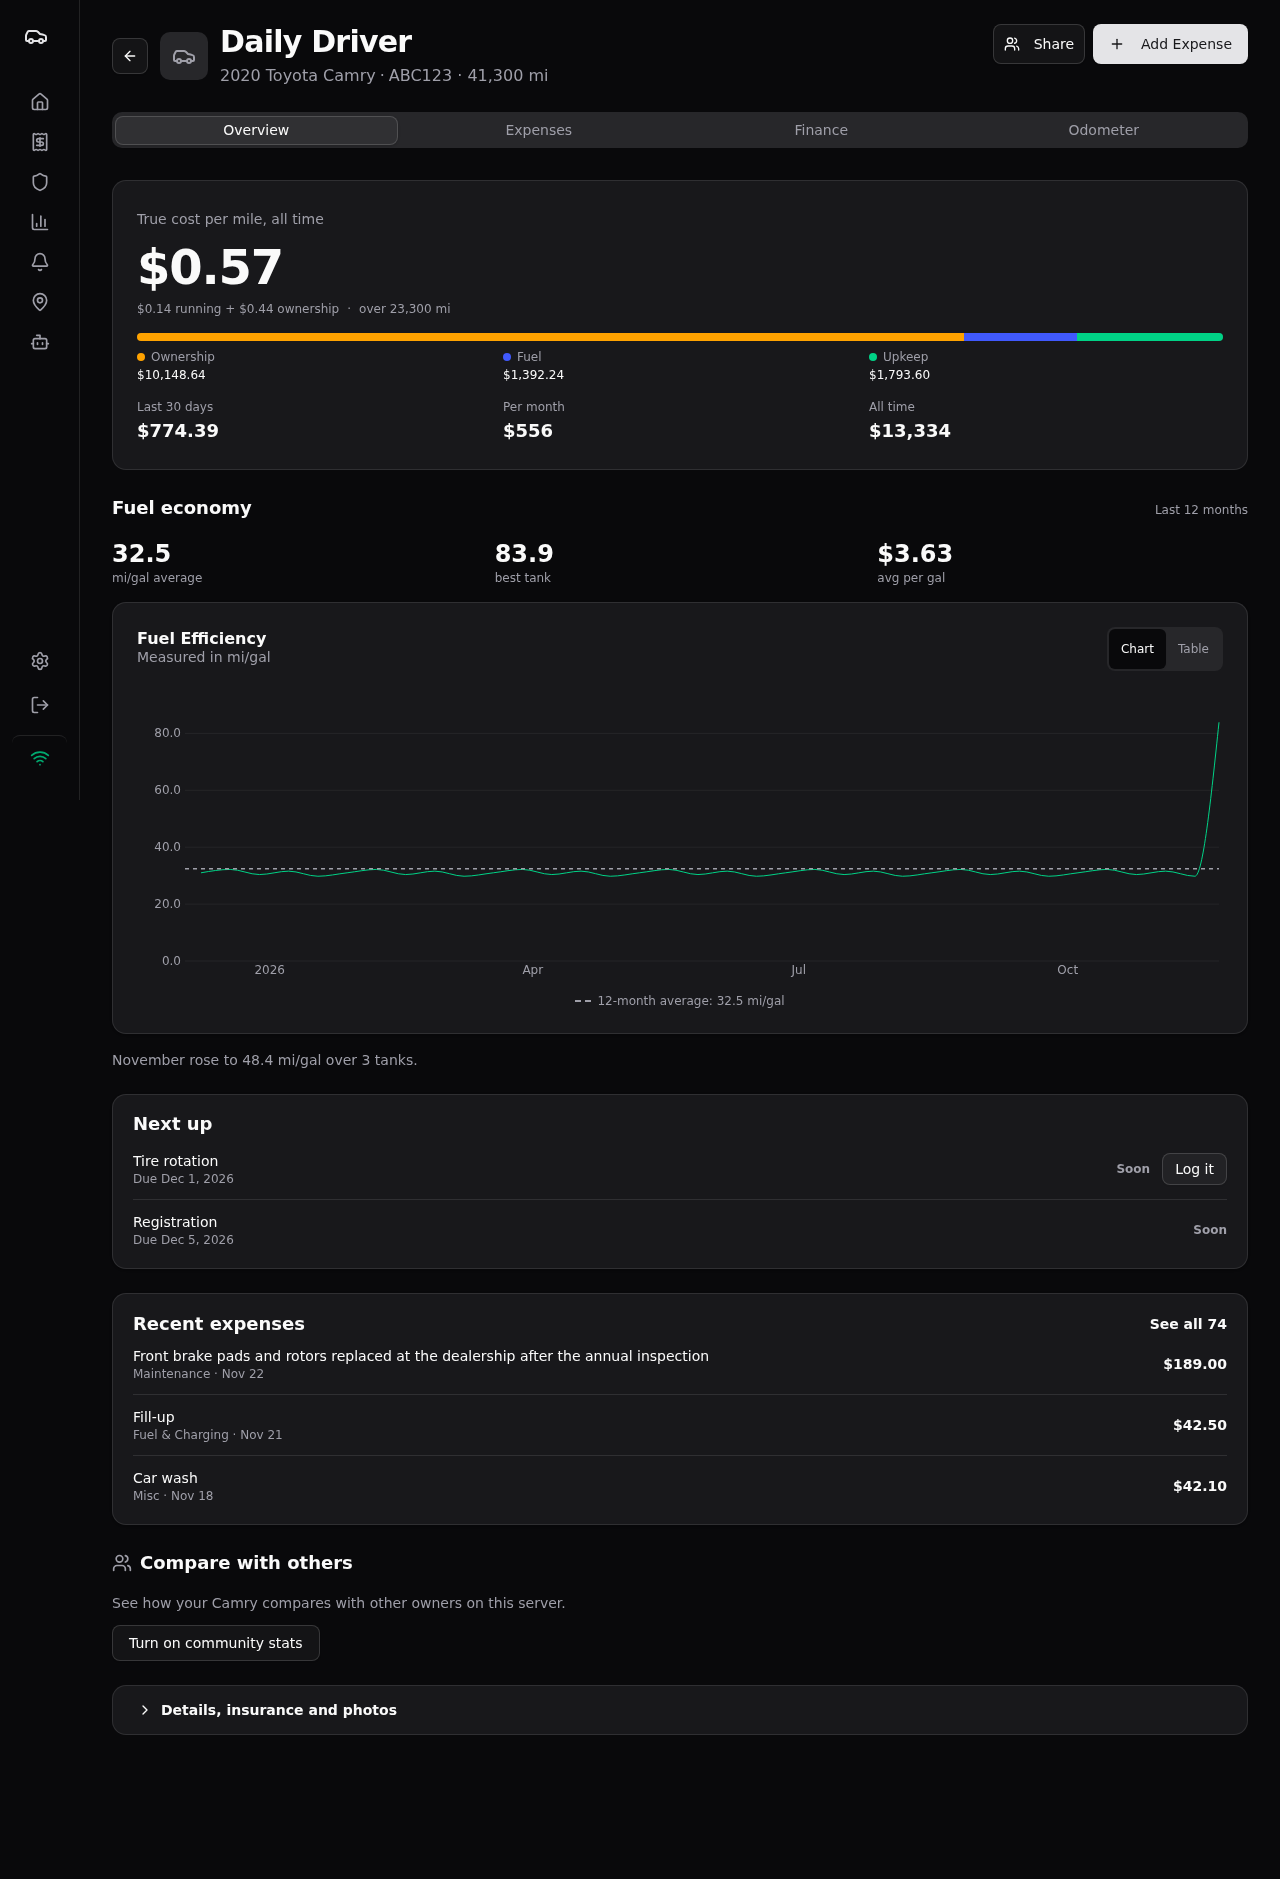 Daily Driver
2020 Toyota Camry · ABC123 · 41,300 mi
Share
Add Expense
Overview
Expenses
Finance
Odometer
True cost per mile, all time
$0.57
$0.14 running + $0.44 ownership · over 23,300 mi
Ownership
$10,148.64
Fuel
$1,392.24
Upkeep
$1,793.60
Last 30 days
$774.39
Per month
$556
All time
$13,334
Fuel economy
Last 12 months
32.5
mi/gal average
83.9
best tank
$3.63
avg per gal
Fuel Efficiency
Measured in mi/gal
Chart
Table
80.0
60.0
40.0
20.0
0.0
2026
Apr
Jul
Oct
12-month average: 32.5 mi/gal
November rose to 48.4 mi/gal over 3 tanks.
Next up
Tire rotation
Due Dec 1, 2026
Soon
Log it
Registration
Due Dec 5, 2026
Soon
Recent expenses
See all 74
Front brake pads and rotors replaced at the dealership after the annual inspection
Maintenance · Nov 22
$189.00
Fill-up
Fuel & Charging · Nov 21
$42.50
Car wash
Misc · Nov 18
$42.10
Compare with others
See how your Camry compares with other owners on this server.
Turn on community stats
Details, insurance and photos